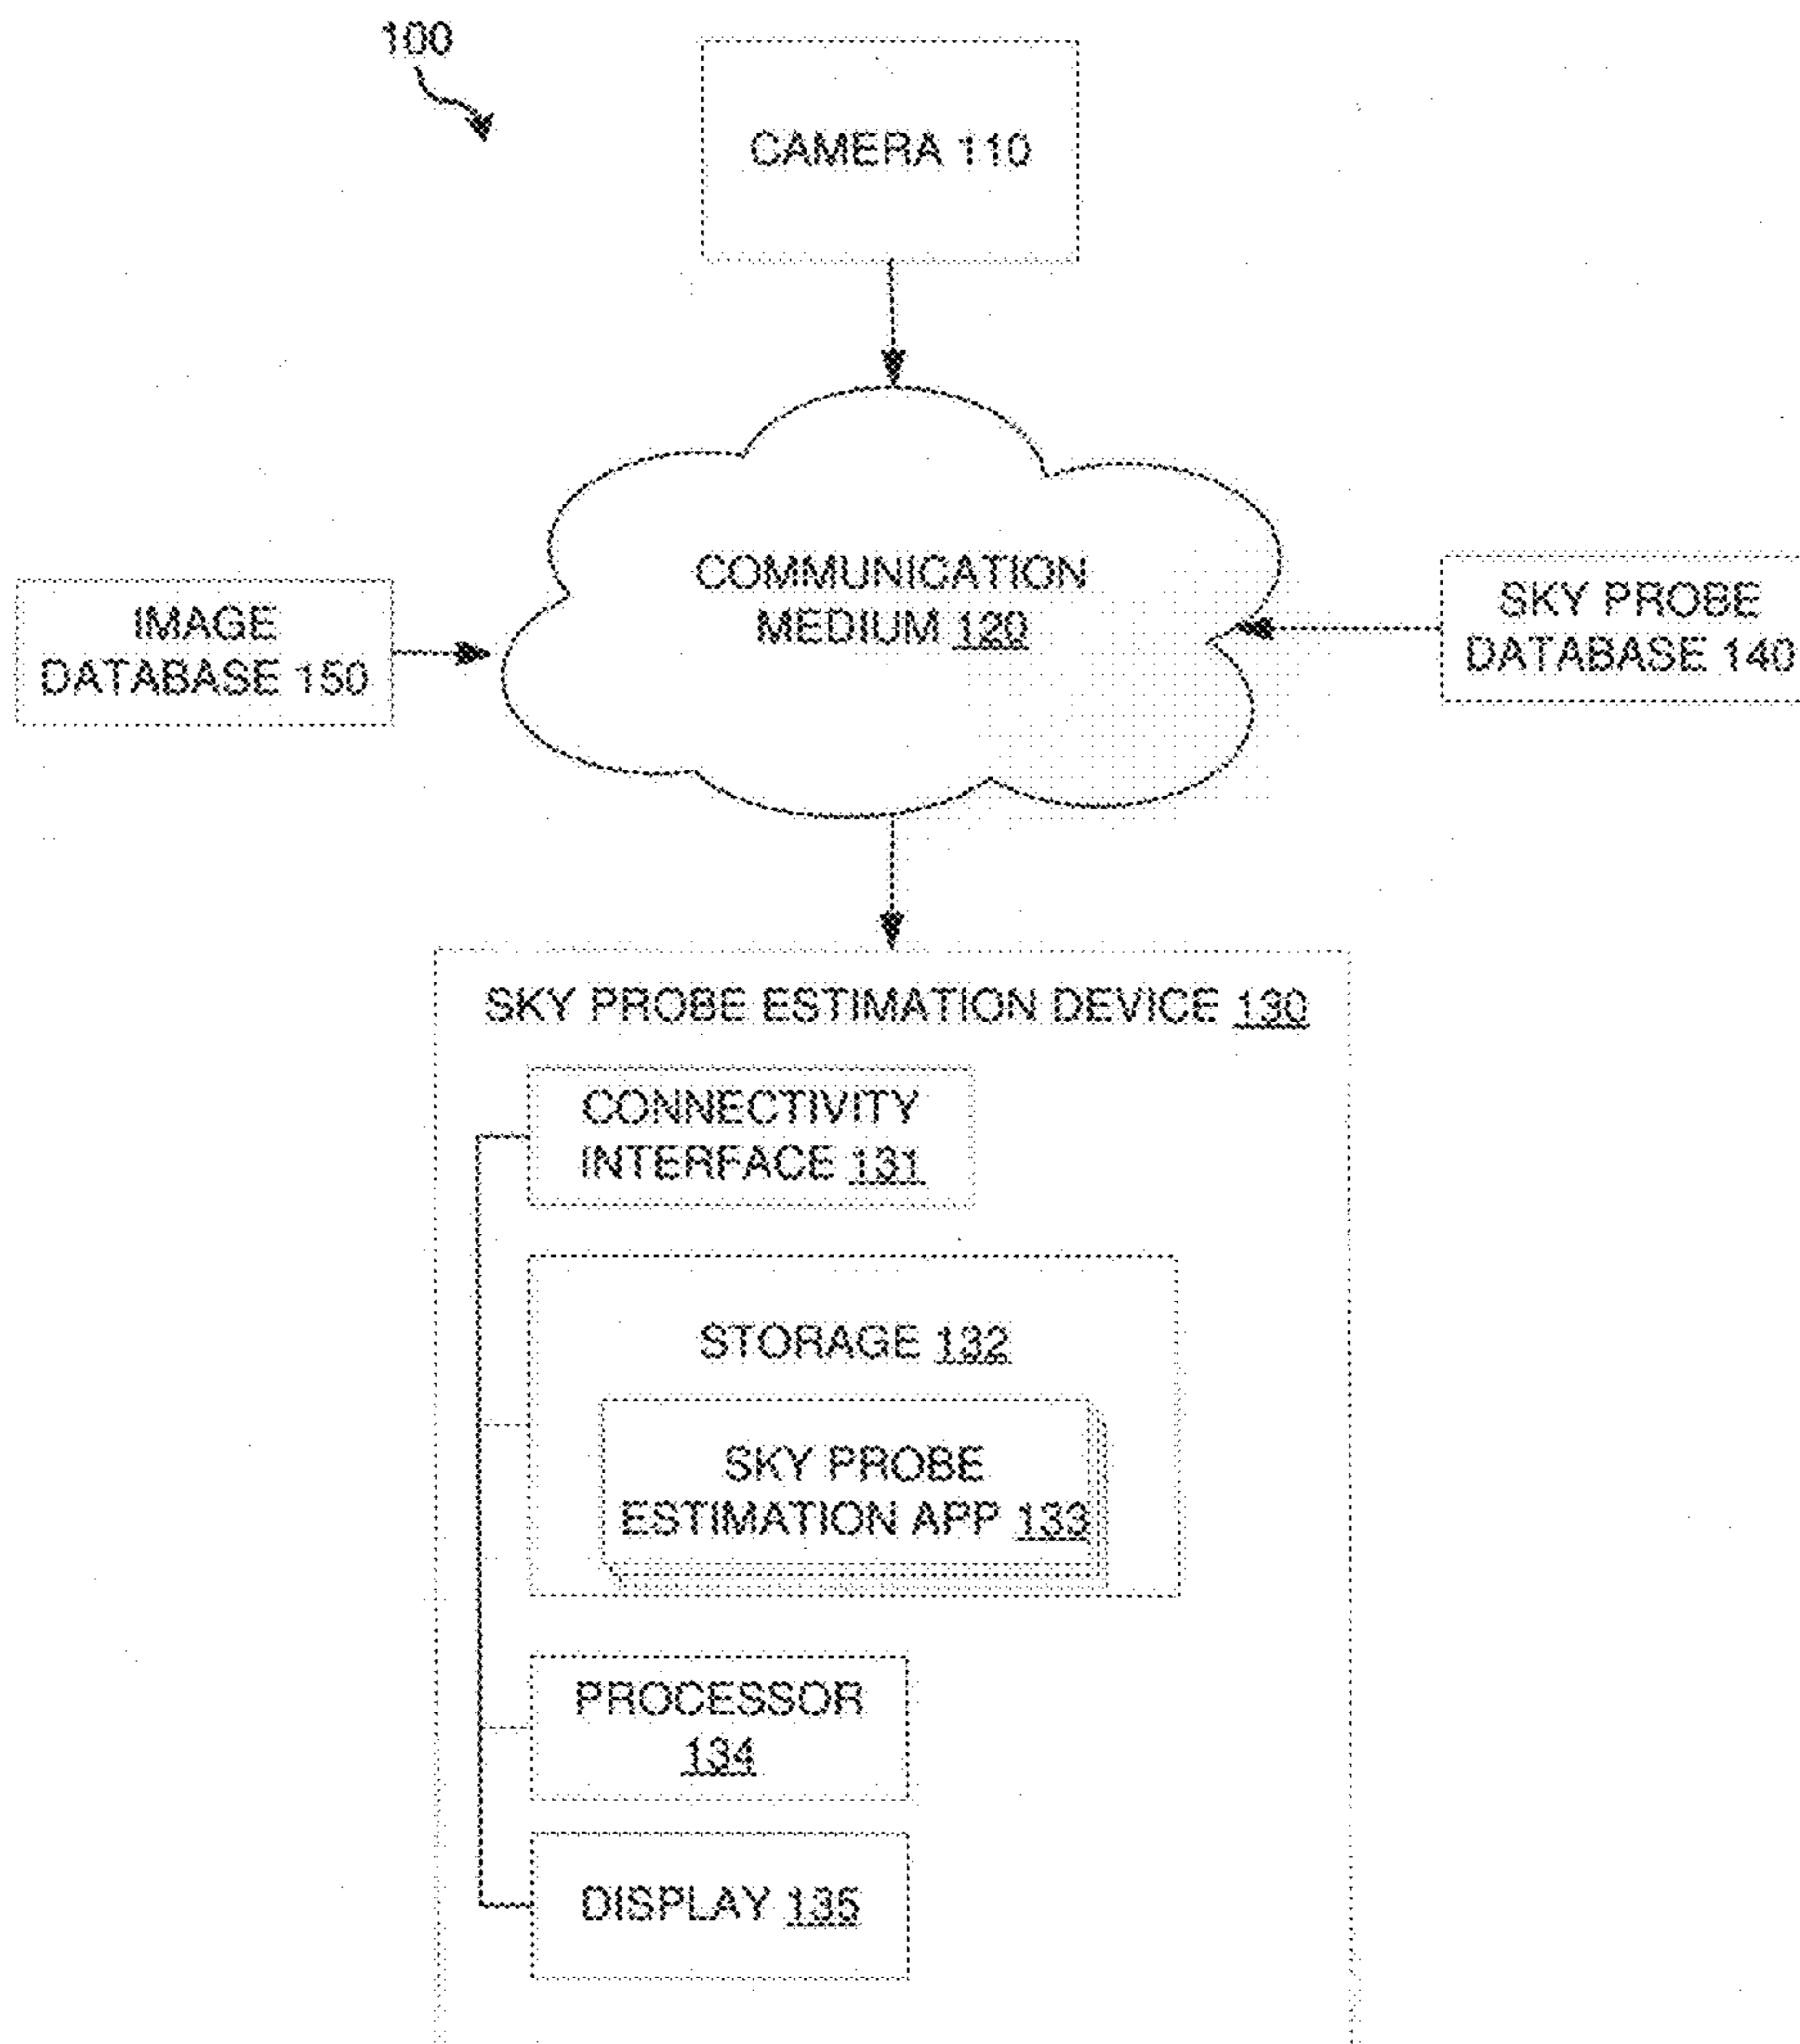 100
CAMERA 110
COMMUNICATION
MEDIUM 120
IMAGE
DATABASE 150
SKY PROBE
DATABASE 140
SKY PROBE ESTIMATION DEVICE 130
CONNECTIVITY
INTERFACE 131
STORAGE 132
SKY PROBE
ESTIMATION APP 133
PROCESSOR
134
DISPLAY 135